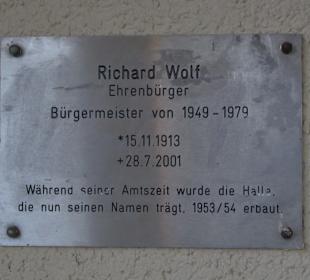 Richard Wolf
Ehrenbürger
Bürgermeister von 1949-1979
*15.11.1913
+28.7.2001
Während seiner Amtszeit wurde die Halle,
die nun seinen Namen trägt, 1953/54 erbaut.